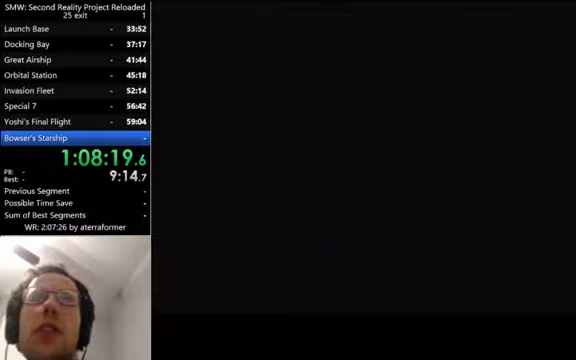 SMW: Second Reality Project Reloaded
25 exit 1
Launch Base - 33:52
Docking Bay - 37:17
Great Airship - 41:44
Orbital Station - 45:18
Invasion Fleet - 52:14
Special 7 - 56:42
Yoshi's Final Flight - 59:04
Bowser's Starship -
1:08:19.6
PB: -
Best: - 9:14.7
Previous Segment -
Possible Time Save -
Sum of Best Segments -
WR: 2:07:26 by aterraformer